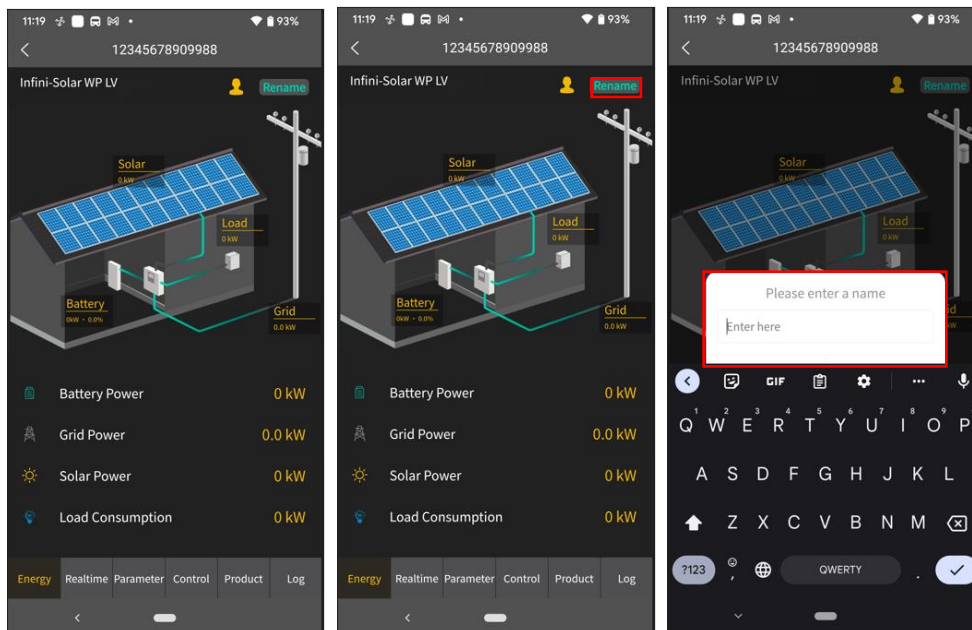 11:19 93%
12345678909988
Infini-Solar WP LV
Rename
Solar
0 kW
Load
0 kW
Battery
0kW - 0.0%
Grid
0.0 kW
Battery Power 0 kW
Grid Power 0.0 kW
Solar Power 0 kW
Load Consumption 0 kW
Energy Realtime Parameter Control Product Log
11:19 93%
12345678909988
Infini-Solar WP LV
Rename
Solar
0 kW
Load
0 kW
Battery
0kW - 0.0%
Grid
0.0 kW
Battery Power 0 kW
Grid Power 0.0 kW
Solar Power 0 kW
Load Consumption 0 kW
Energy Realtime Parameter Control Product Log
11:19 93%
12345678909988
Infini-Solar WP LV
Rename
Solar
0 kW
Load
0 kW
Please enter a name
Enter here
GIF
1 2 3 4 5 6 7 8 9
Q W E R T Y U I O P
A S D F G H J K L
Z X C V B N M
?123 , QWERTY .